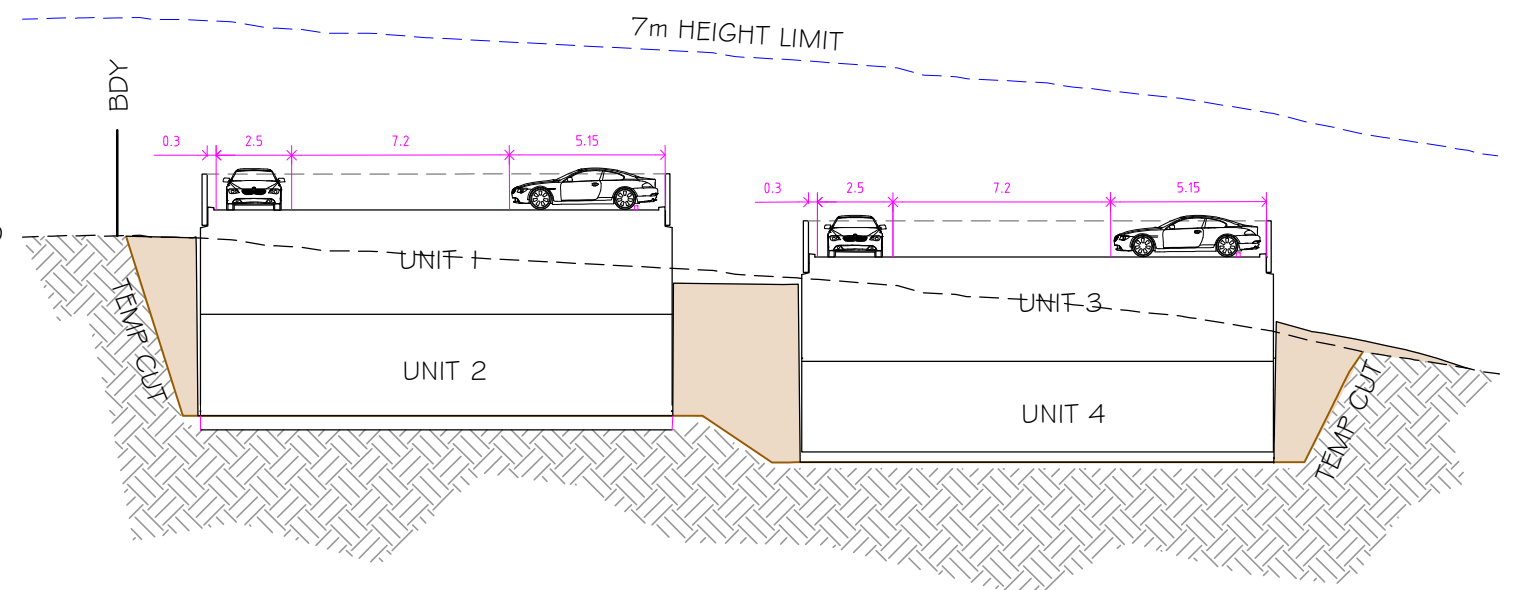 7m HEIGHT LIMIT
BDY
0.3 2.5 7.2 5.15
0.3 2.5 7.2 5.15
UNIT 1
UNIT 3
TEMP CUT
UNIT 2
UNIT 4
TEMP CUT